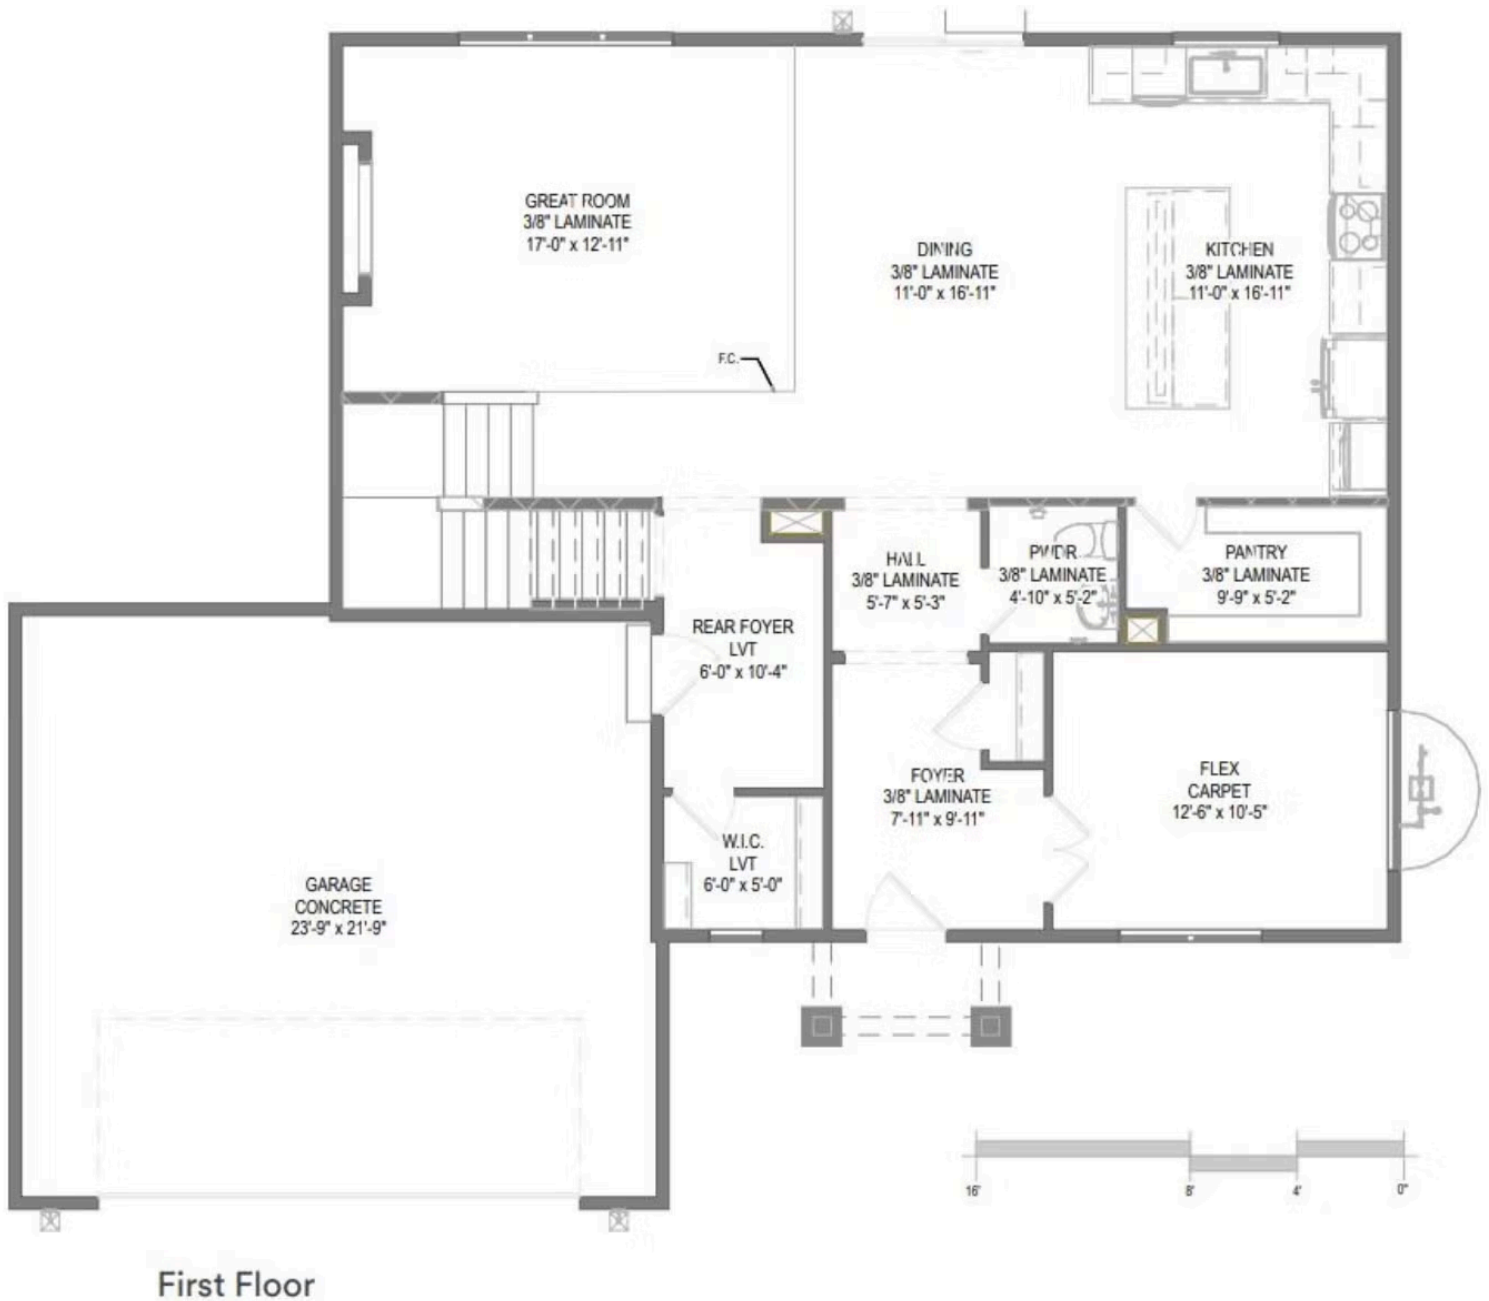 GREAT ROOM
3/8" LAMINATE
17'-0" x 12'-11"
DINING
3/8" LAMINATE
11'-0" x 16'-11"
KITCHEN
3/8" LAMINATE
11'-0" x 16'-11"
F.C.
HALL
3/8" LAMINATE
5'-7" x 5'-3"
PWDR
3/8" LAMINATE
4'-10" x 5'-2"
PANTRY
3/8" LAMINATE
9'-9" x 5'-2"
REAR FOYER
LVT
6'-0" x 10'-4"
FOYER
3/8" LAMINATE
7'-11" x 9'-11"
FLEX
CARPET
12'-6" x 10'-5"
W.I.C.
LVT
6'-0" x 5'-0"
GARAGE
CONCRETE
23'-9" x 21'-9"
16' 8' 4' 0"
First Floor